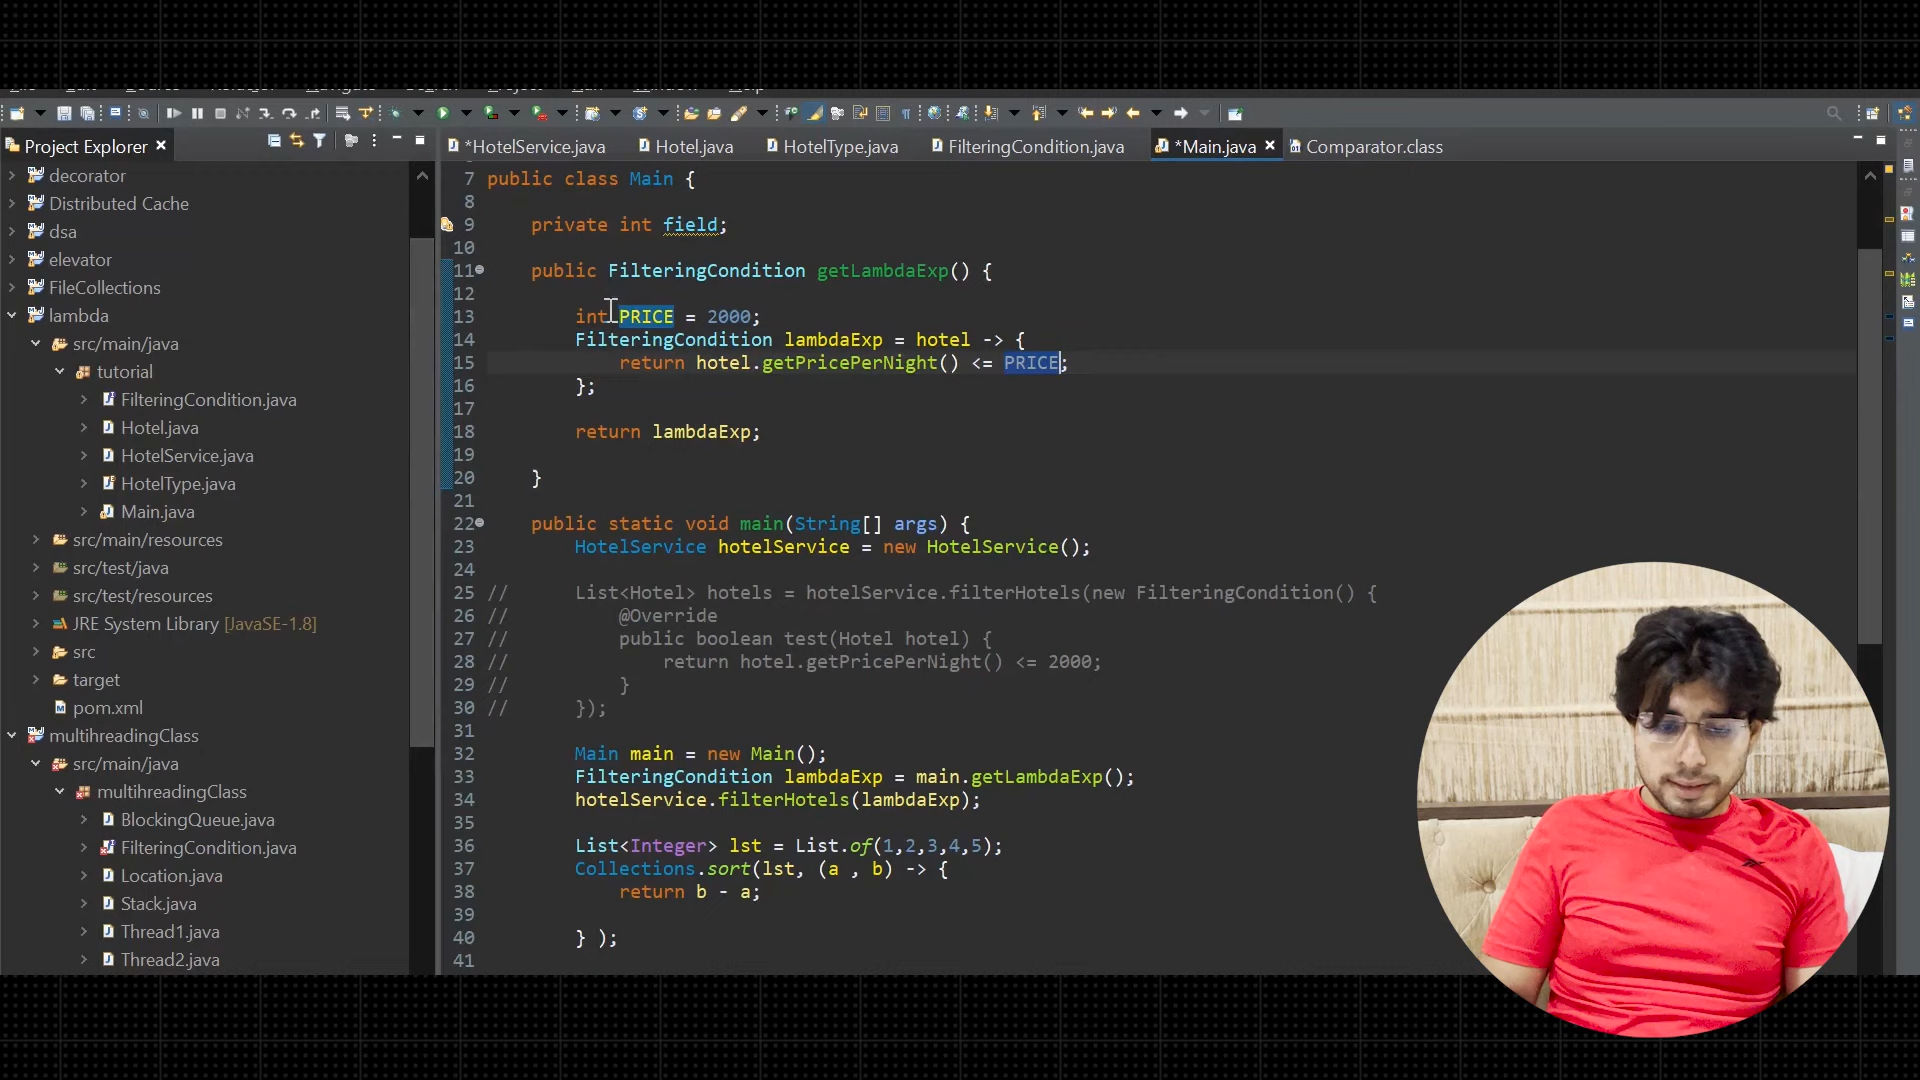 Project Explorer
*HotelService.java
Hotel.java
HotelType.java
FilteringCondition.java
*Main.java
Comparator.class
decorator
Distributed Cache
dsa
elevator
FileCollections
lambda
src/main/java
tutorial
FilteringCondition.java
Hotel.java
HotelService.java
HotelType.java
Main.java
src/main/resources
src/test/java
src/test/resources
JRE System Library [JavaSE-1.8]
src
target
pom.xml
multihreadingClass
src/main/java
multihreadingClass
BlockingQueue.java
FilteringCondition.java
Location.java
Stack.java
Thread1.java
Thread2.java
7 public class Main {
8
9 private int field;
10
11 public FilteringCondition getLambdaExp() {
12
13 int PRICE = 2000;
14 FilteringCondition lambdaExp = hotel -> {
15 return hotel.getPricePerNight() <= PRICE;
16 };
17
18 return lambdaExp;
19
20 }
21
22 public static void main(String[] args) {
23 HotelService hotelService = new HotelService();
24
25 // List<Hotel> hotels = hotelService.filterHotels(new FilteringCondition() {
26 // @Override
27 // public boolean test(Hotel hotel) {
28 // return hotel.getPricePerNight() <= 2000;
29 // }
30 // });
31
32 Main main = new Main();
33 FilteringCondition lambdaExp = main.getLambdaExp();
34 hotelService.filterHotels(lambdaExp);
35
36 List<Integer> lst = List.of(1,2,3,4,5);
37 Collections.sort(lst, (a , b) -> {
38 return b - a;
39
40 } );
41